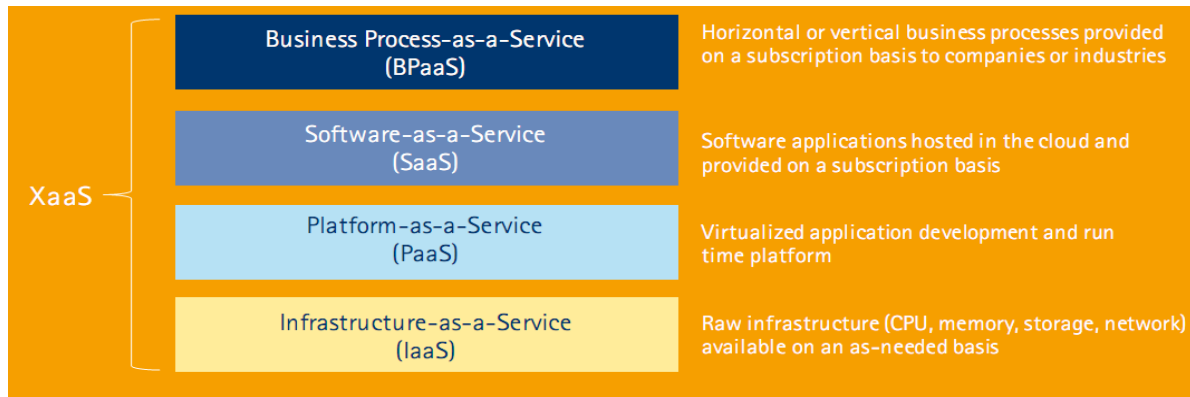 XaaS
Business Process-as-a-Service
(BPaaS)
Horizontal or vertical business processes provided
on a subscription basis to companies or industries
Software-as-a-Service
(SaaS)
Software applications hosted in the cloud and
provided on a subscription basis
Platform-as-a-Service
(PaaS)
Virtualized application development and run
time platform
Infrastructure-as-a-Service
(IaaS)
Raw infrastructure (CPU, memory, storage, network)
available on an as-needed basis